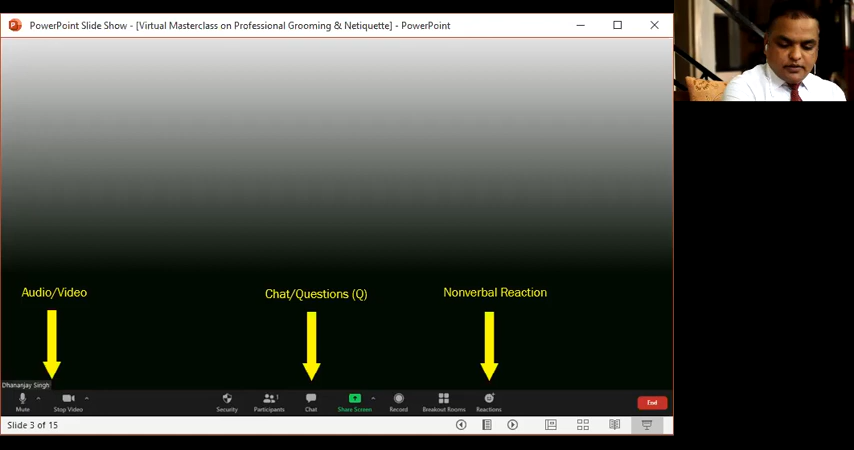 PowerPoint Slide Show - [Virtual Masterclass on Professional Grooming & Netiquette] - PowerPoint
Audio/Video
Chat/Questions (Q)
Nonverbal Reaction
Dhananjay Singh
Mute
Stop Video
Security
Participants
1
Chat
Share Screen
Record
Breakout Rooms
Reactions
End
Slide 3 of 15